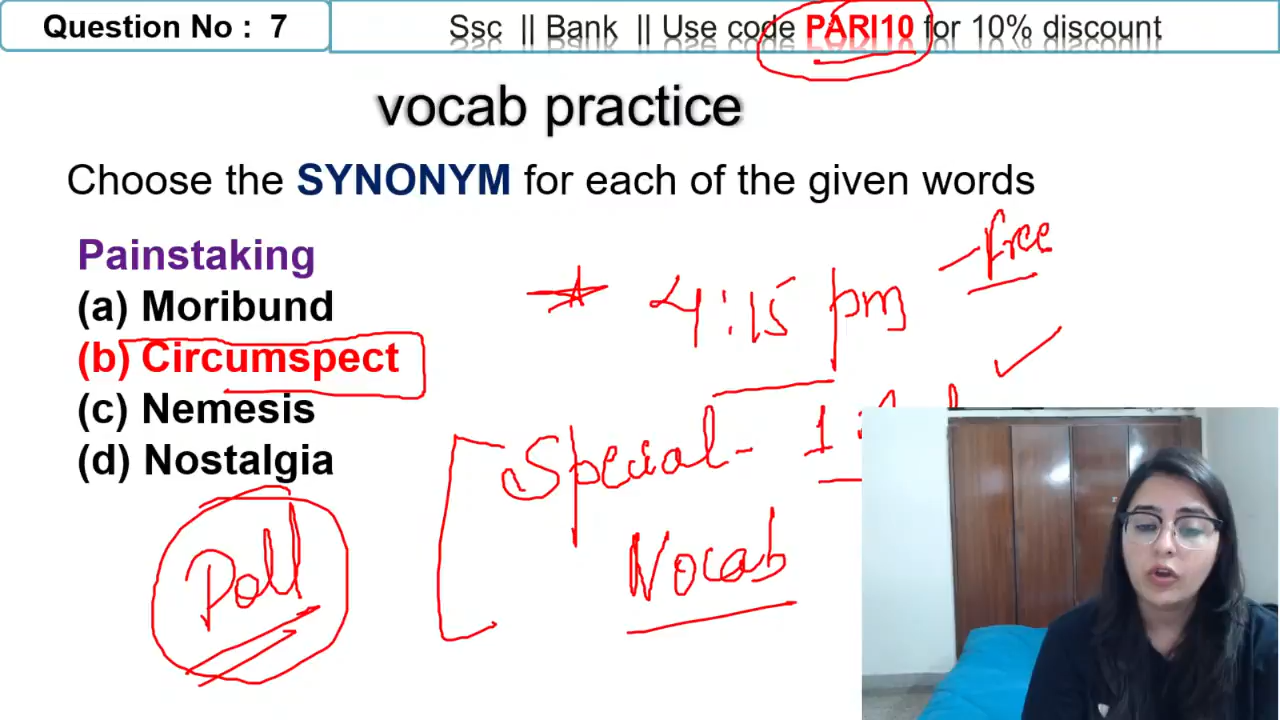 Question No : 7
Ssc || Bank || Use code PARI10 for 10% discount
vocab practice
Choose the SYNONYM for each of the given words
Painstaking
(a) Moribund
(b) Circumspect
(c) Nemesis
(d) Nostalgia
4:15 pm
free
Special -
Vocab
Poll